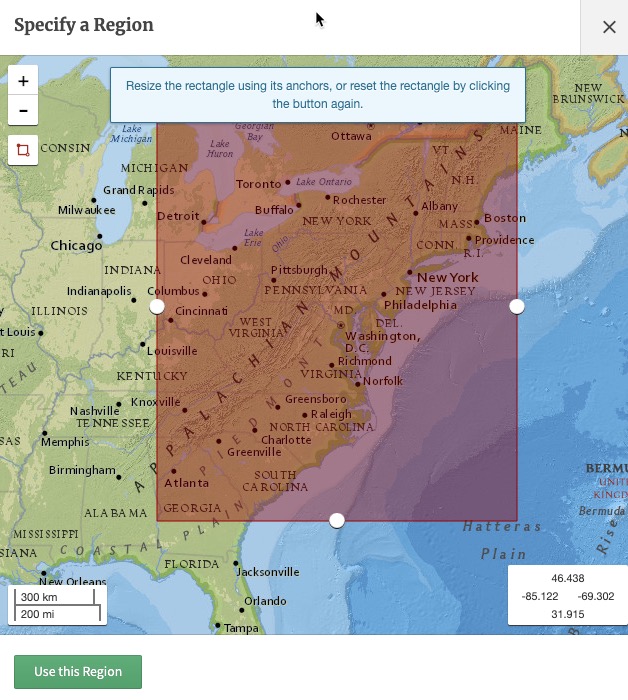 Specify a Region
×
+
−
Resize the rectangle using its anchors, or reset the rectangle by clicking
the button again.
NEW
BRUNSWICK
Lake
Michigan
Georgian
Bay
Lake
Huron
Ottawa
MAINE
CONSIN
VT.
MICHIGAN
N.H.
Grand Rapids
Toronto
Lake Ontario
Milwaukee
Detroit
Buffalo
Rochester
NEW YORK
Albany
MASS
Boston
Chicago
Lake
Erie
CONN.
Providence
R.I.
Cleveland
Ohio
INDIANA
OHIO
Pittsburgh
New York
Indianapolis
Columbus
PENNSYLVANIA
NEW JERSEY
Philadelphia
ILLINOIS
Cincinnati
MD.
DEL.
WEST
VIRGINIA
Washington,
D.C.
t Louis
RI
Louisville
Richmond
TEAU
KENTUCKY
VIRGINIA
Norfolk
APPALACHIAN MOUNTAINS
PIEDMONT
Nashville
Knoxville
Greensboro
Raleigh
TENNESSEE
NORTH CAROLINA
SAS
Memphis
Charlotte
Greenville
Birmingham
Atlanta
SOUTH
CAROLINA
BERMU
UNITE
KINGD
Bermuda
Rise
ALABAMA
GEORGIA
MISSISSIPPI
COASTAL PLAIN
Hatteras
Plain
SIANA
FLORIDA
Jacksonville
New Orleans
Orlando
Tampa
300 km
200 mi
46.438
-85.122 -69.302
31.915
Use this Region